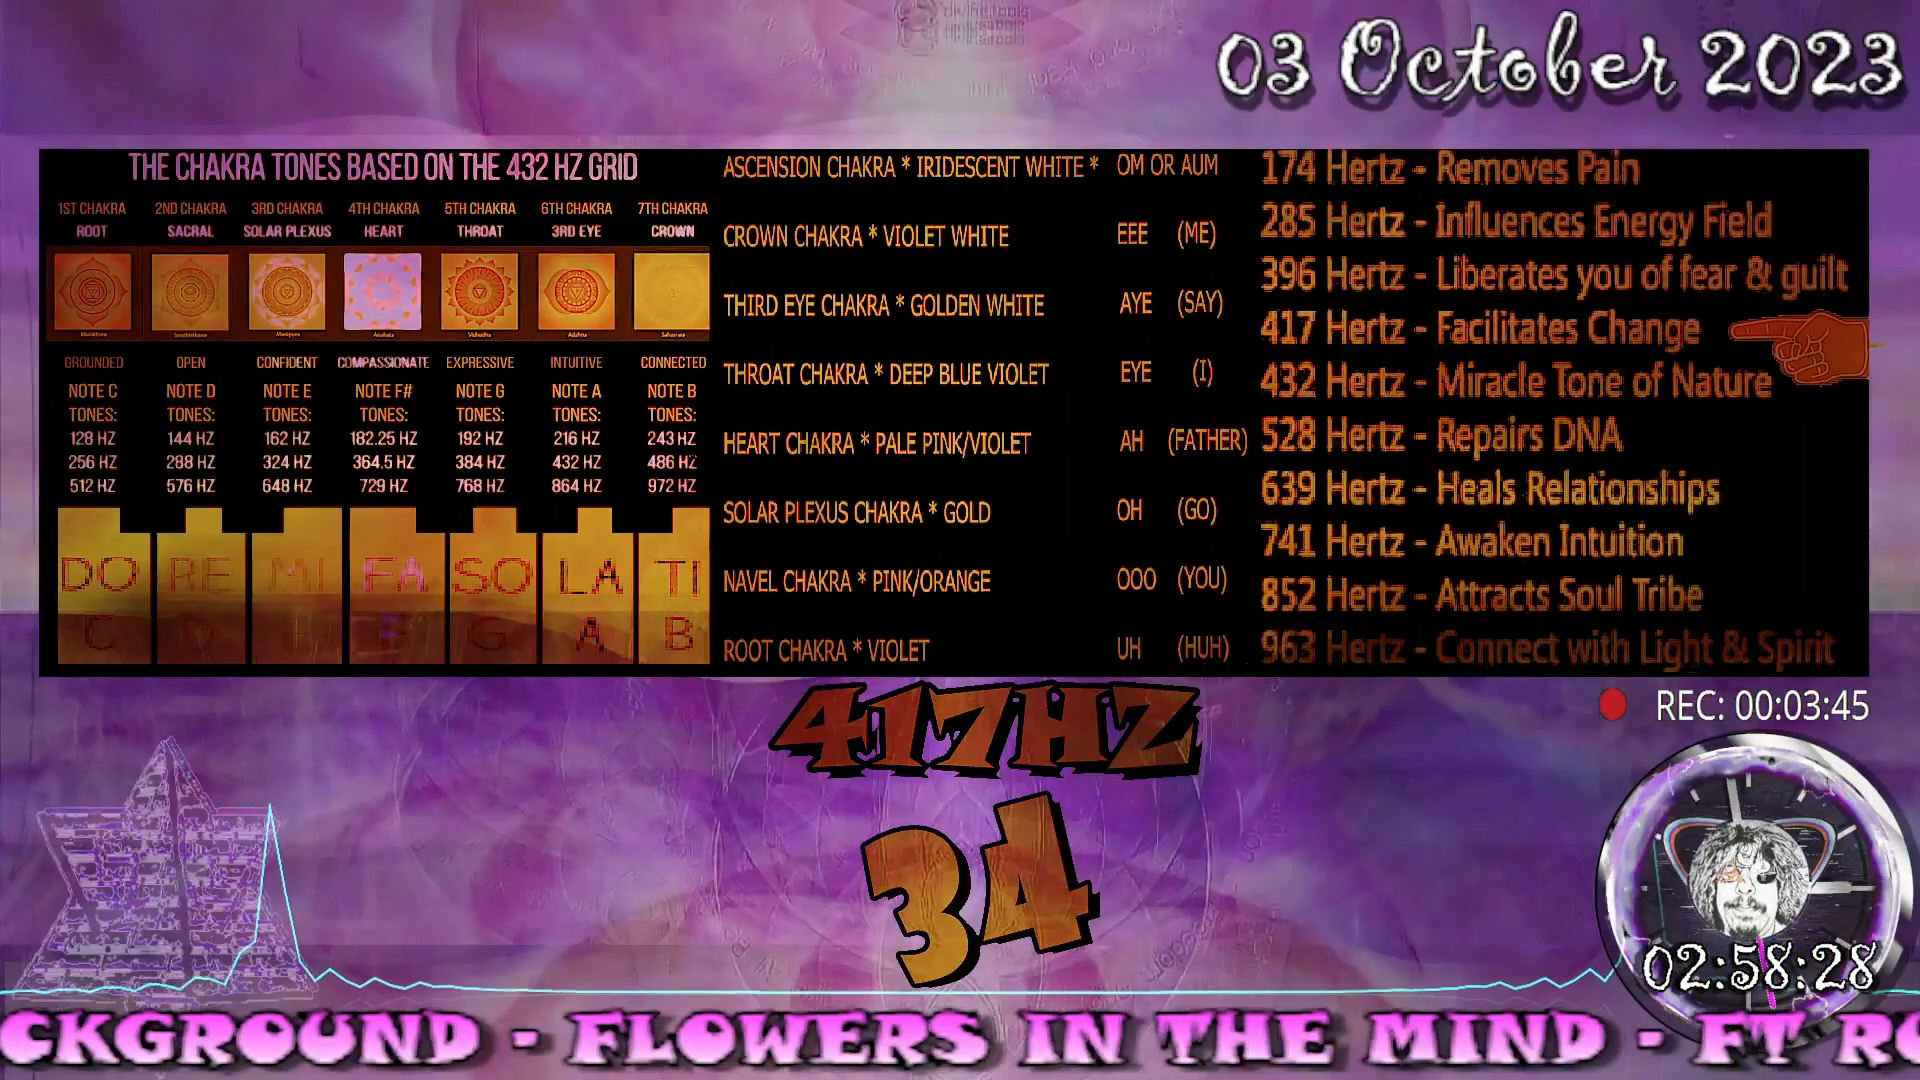 03 October 2023
THE CHAKRA TONES BASED ON THE 432 HZ GRID
1ST CHAKRA 2ND CHAKRA 3RD CHAKRA 4TH CHAKRA 5TH CHAKRA 6TH CHAKRA 7TH CHAKRA
ROOT SACRAL SOLAR PLEXUS HEART THROAT 3RD EYE CROWN
GROUNDED OPEN CONFIDENT COMPASSIONATE EXPRESSIVE INTUITIVE CONNECTED
NOTE C NOTE D NOTE E NOTE F# NOTE G NOTE A NOTE B
TONES: TONES: TONES: TONES: TONES: TONES: TONES:
128 HZ 144 HZ 162 HZ 182.25 HZ 192 HZ 216 HZ 243 HZ
256 HZ 288 HZ 324 HZ 364.5 HZ 384 HZ 432 HZ 486 HZ
512 HZ 576 HZ 648 HZ 729 HZ 768 HZ 864 HZ 972 HZ
DO RE MI FA SO LA TI
C D F G A B
ASCENSION CHAKRA * IRIDESCENT WHITE * OM OR AUM
CROWN CHAKRA * VIOLET WHITE EEE (ME)
THIRD EYE CHAKRA * GOLDEN WHITE AYE (SAY)
THROAT CHAKRA * DEEP BLUE VIOLET EYE (I)
HEART CHAKRA * PALE PINK/VIOLET AH (FATHER)
SOLAR PLEXUS CHAKRA * GOLD OH (GO)
NAVEL CHAKRA * PINK/ORANGE OOO (YOU)
ROOT CHAKRA * VIOLET UH (HUH)
174 Hertz - Removes Pain
285 Hertz - Influences Energy Field
396 Hertz - Liberates you of fear & guilt
417 Hertz - Facilitates Change
432 Hertz - Miracle Tone of Nature
528 Hertz - Repairs DNA
639 Hertz - Heals Relationships
741 Hertz - Awaken Intuition
852 Hertz - Attracts Soul Tribe
963 Hertz - Connect with Light & Spirit
417HZ
REC: 00:03:45
34
02:58:28
CKGROUND - FLOWERS IN THE MIND - FT RO